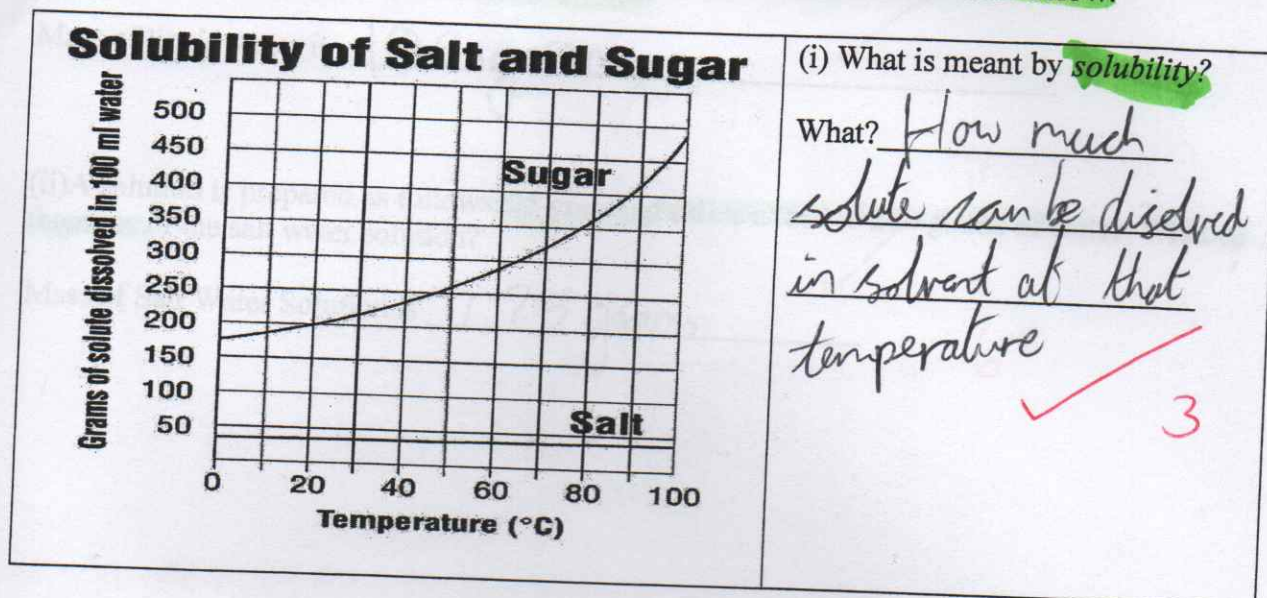 Solubility of Salt and Sugar
Grams of solute dissolved in 100 ml water
500
450
400
350
300
250
200
150
100
50
Sugar
Salt
0 20 40 60 80 100
Temperature (°C)
(i) What is meant by solubility?
What? How much
solute can be disolved
in solvent at that
temperature
3